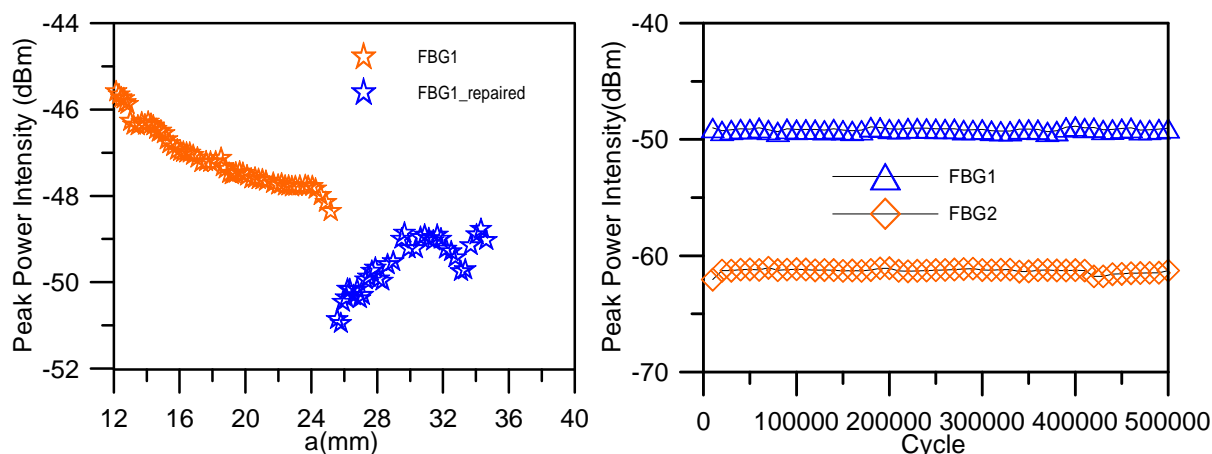 -44
-46
-48
-50
-52
Peak Power Intensity (dBm)
FBG1
FBG1_repaired
12 16 20 24 28 32 36 40
a(mm)
-40
-50
-60
-70
Peak Power Intensity(dBm)
FBG1
FBG2
0 100000 200000 300000 400000 500000
Cycle